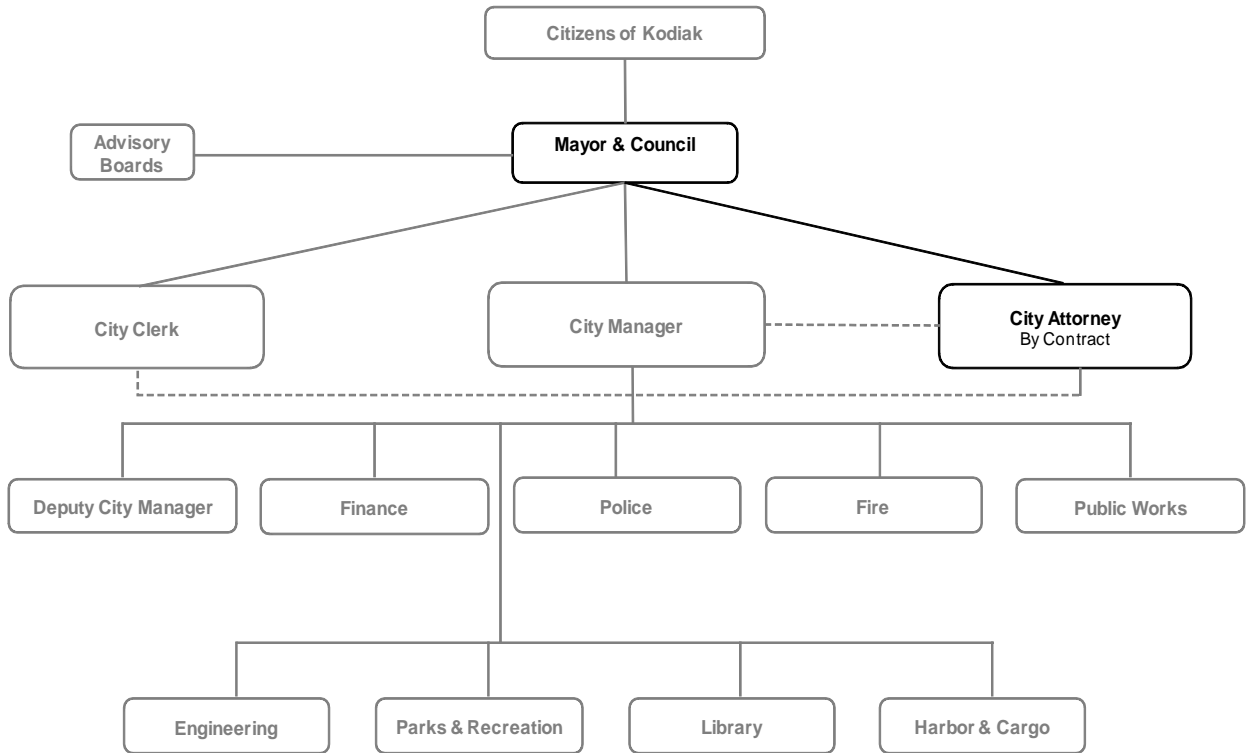 Citizens of Kodiak
Advisory
Boards
Mayor & Council
City Clerk
City Manager
City Attorney
By Contract
Deputy City Manager
Finance
Police
Fire
Public Works
Engineering
Parks & Recreation
Library
Harbor & Cargo